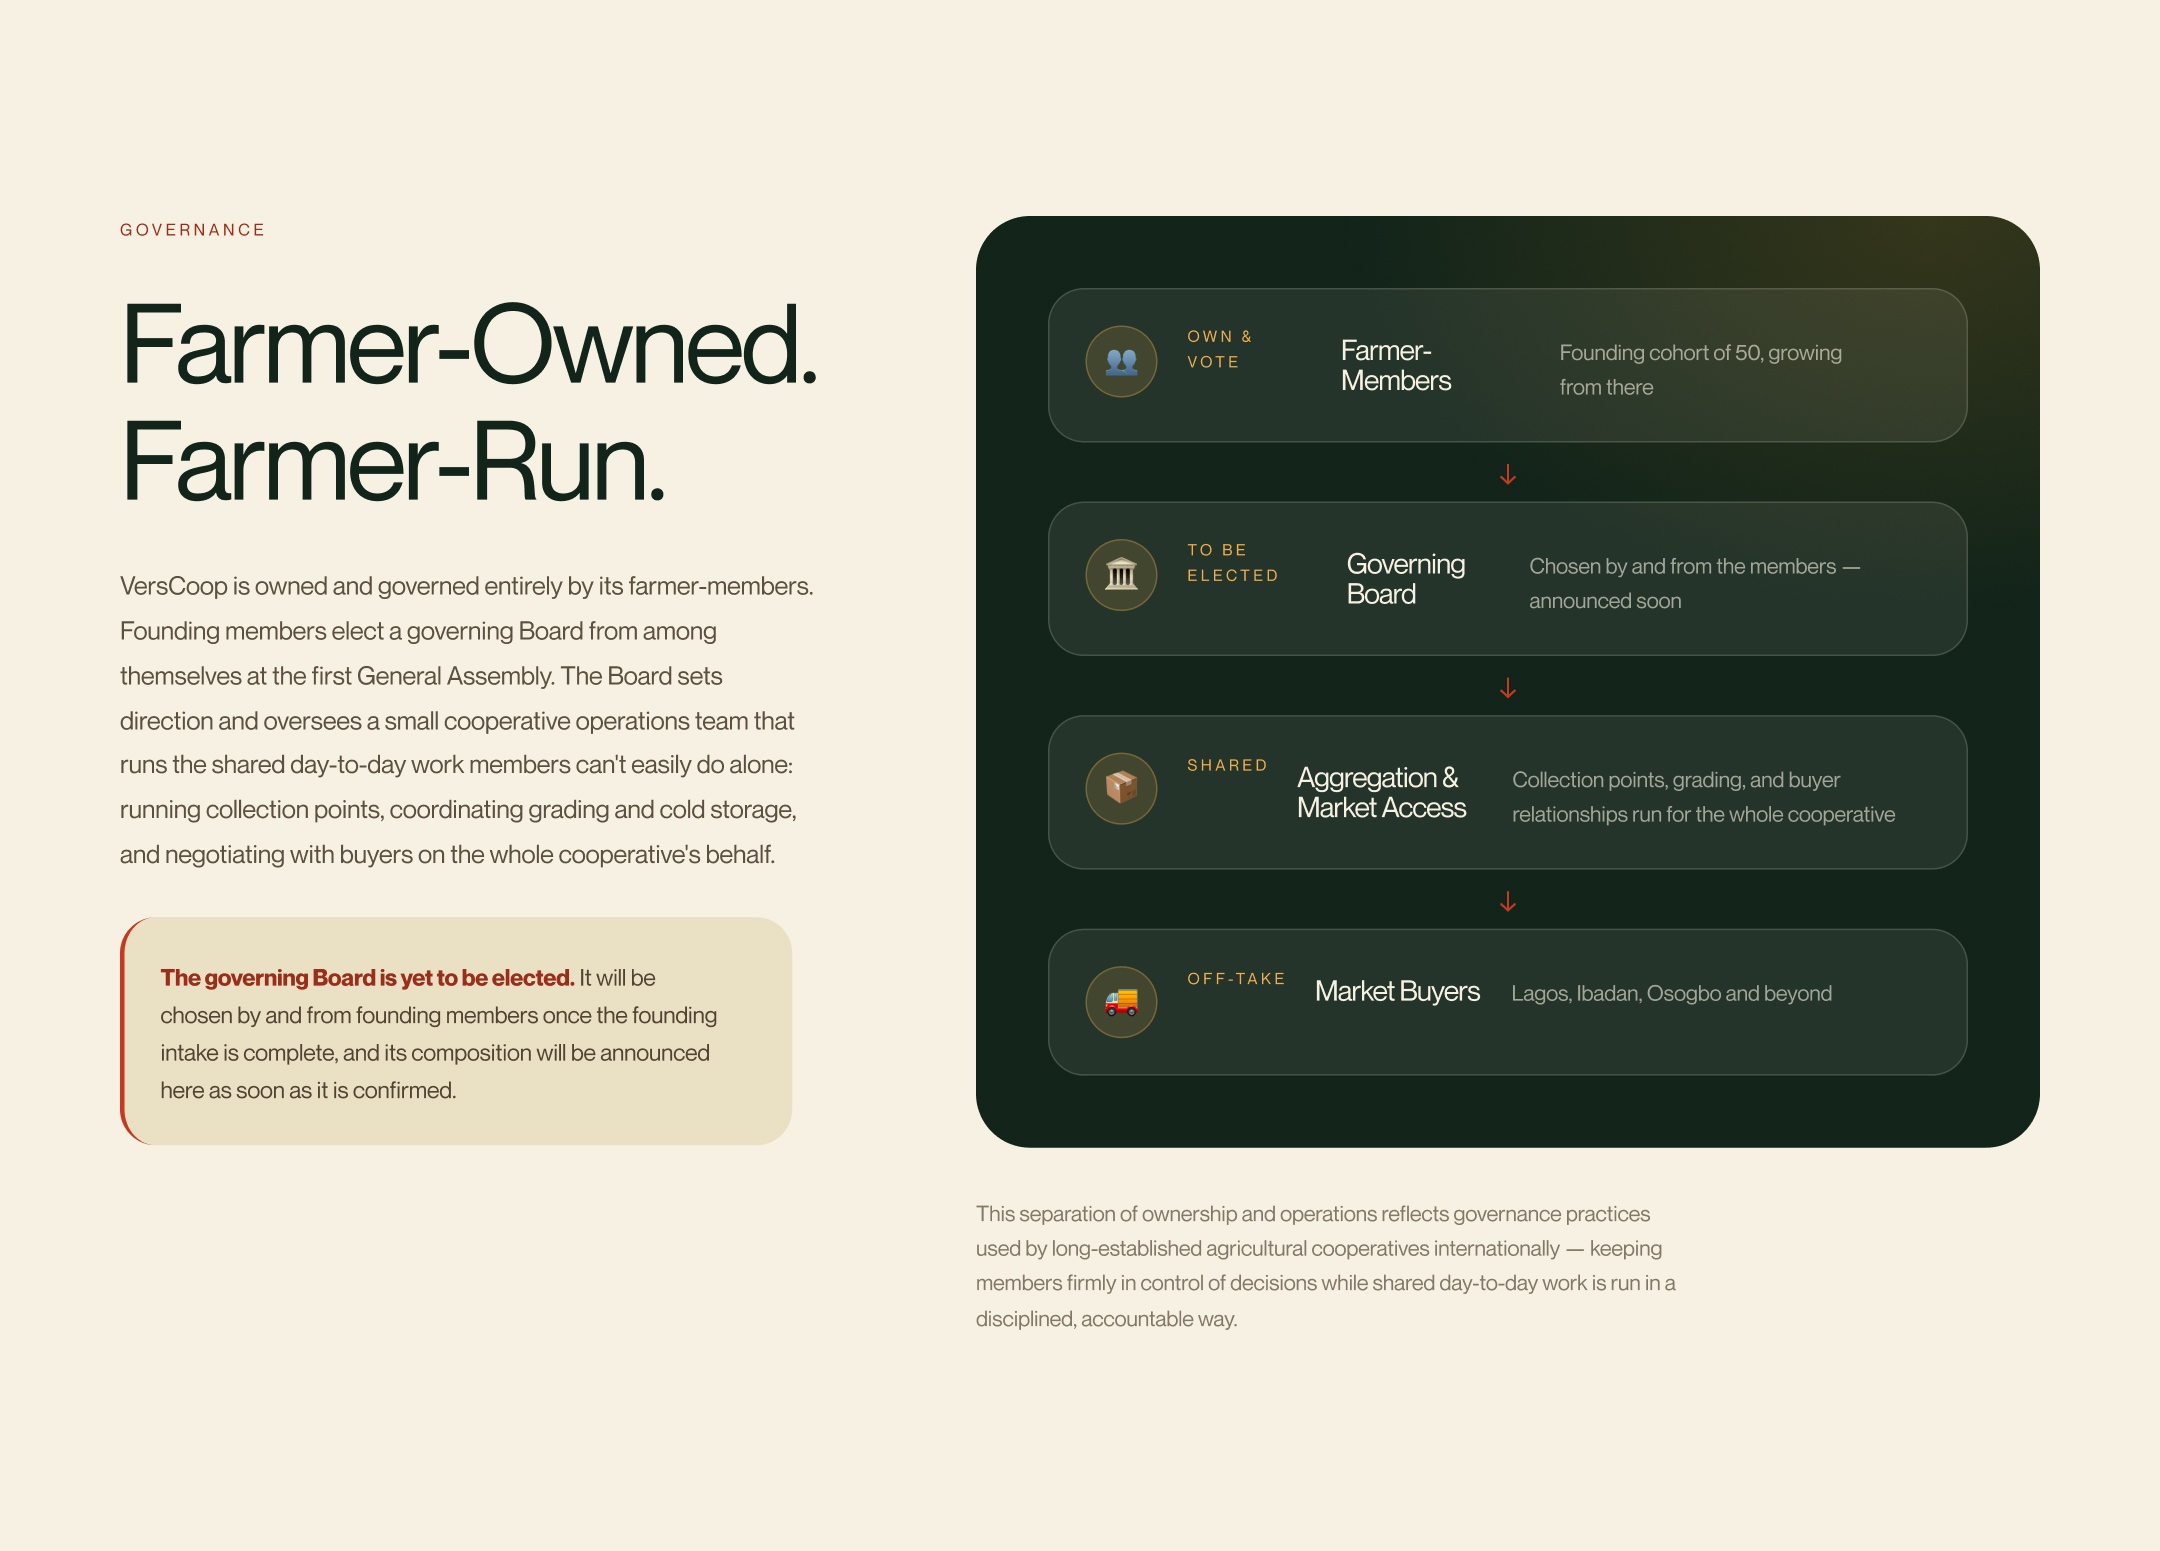 GOVERNANCE
Farmer-Owned.
Farmer-Run.
VersCoop is owned and governed entirely by its farmer-members.
Founding members elect a governing Board from among
themselves at the first General Assembly. The Board sets
direction and oversees a small cooperative operations team that
runs the shared day-to-day work members can't easily do alone:
running collection points, coordinating grading and cold storage,
and negotiating with buyers on the whole cooperative's behalf.
The governing Board is yet to be elected. It will be
chosen by and from founding members once the founding
intake is complete, and its composition will be announced
here as soon as it is confirmed.
OWN &
VOTE
Farmer-
Members
Founding cohort of 50, growing
from there
↓
TO BE
ELECTED
Governing
Board
Chosen by and from the members —
announced soon
↓
SHARED
Aggregation &
Market Access
Collection points, grading, and buyer
relationships run for the whole cooperative
↓
OFF-TAKE
Market Buyers
Lagos, Ibadan, Osogbo and beyond
This separation of ownership and operations reflects governance practices
used by long-established agricultural cooperatives internationally — keeping
members firmly in control of decisions while shared day-to-day work is run in a
disciplined, accountable way.